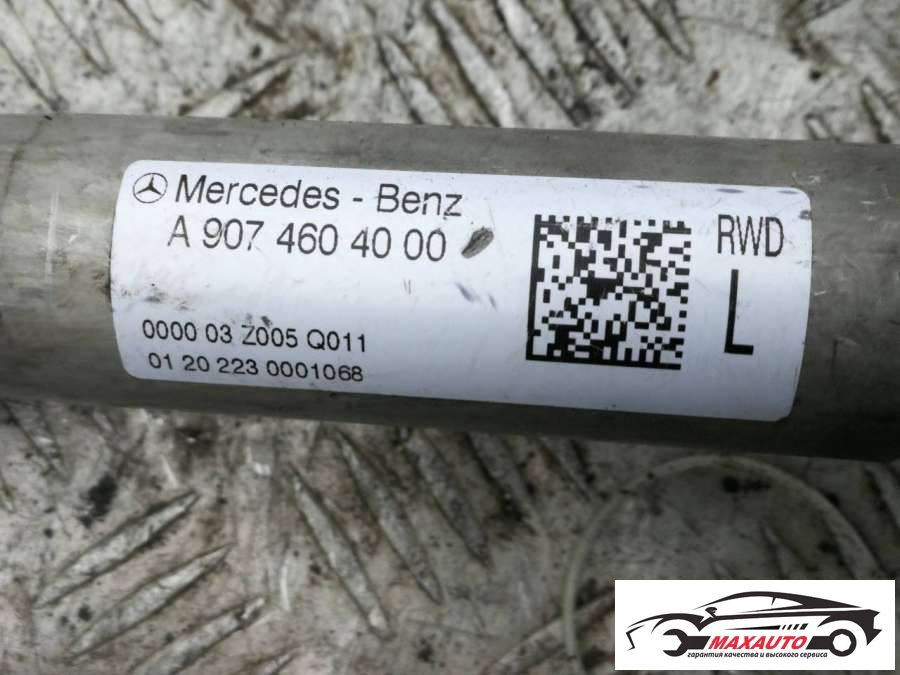 Mercedes - Benz
A 907 460 40 00
RWD
L
0000 03 Z005 Q011
01 20 223 0001068
MAXAUTO
гарантия качества и высокого сервиса